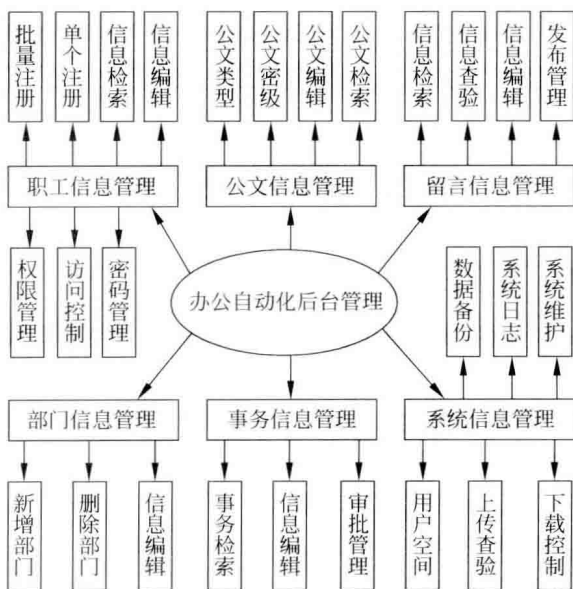 批量注册
单个注册
信息检索
信息编辑
公文类型
公文密级
公文编辑
公文检索
信息检索
信息查验
信息编辑
发布管理
职工信息管理
公文信息管理
留言信息管理
权限管理
访问控制
密码管理
办公自动化后台管理
数据备份
系统日志
系统维护
部门信息管理
事务信息管理
系统信息管理
新增部门
删除部门
信息编辑
事务检索
信息编辑
审批管理
用户空间
上传查验
下载控制